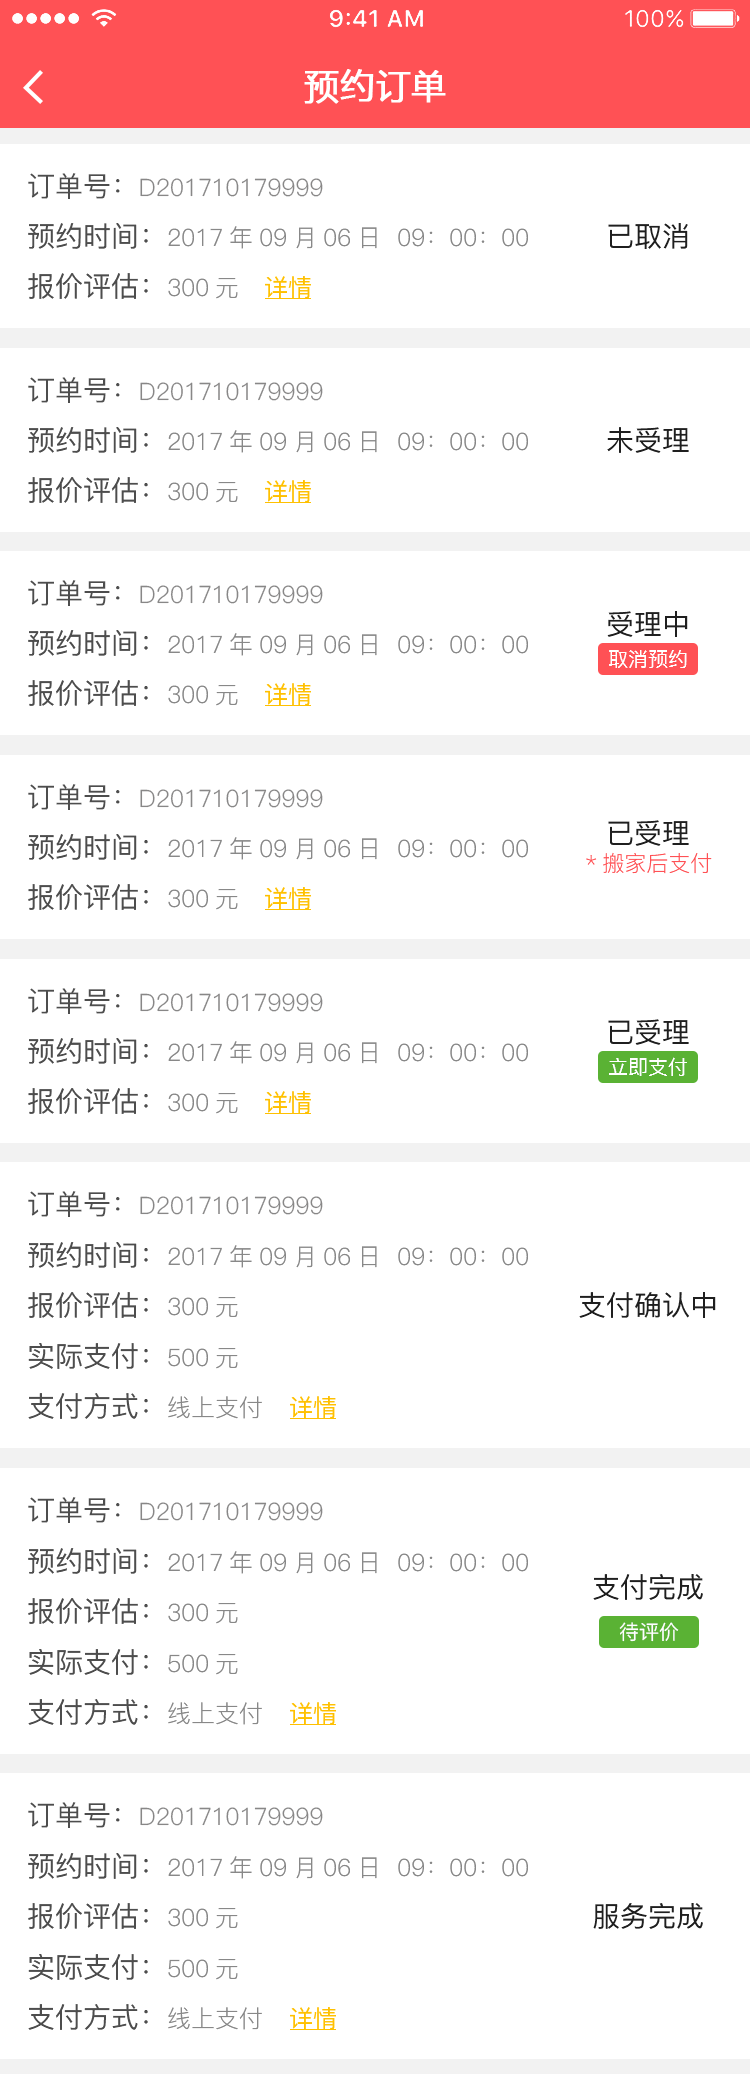 9:41 AM 100%
预约订单
订单号：D201710179999
预约时间：2017 年 09 月 06 日 09：00：00 已取消
报价评估：300 元 详情
订单号：D201710179999
预约时间：2017 年 09 月 06 日 09：00：00 未受理
报价评估：300 元 详情
订单号：D201710179999
受理中
预约时间：2017 年 09 月 06 日 09：00：00
取消预约
报价评估：300 元 详情
订单号：D201710179999
已受理
预约时间：2017 年 09 月 06 日 09：00：00
* 搬家后支付
报价评估：300 元 详情
订单号：D201710179999
已受理
预约时间：2017 年 09 月 06 日 09：00：00
立即支付
报价评估：300 元 详情
订单号：D201710179999
预约时间：2017 年 09 月 06 日 09：00：00
报价评估：300 元 支付确认中
实际支付：500 元
支付方式：线上支付 详情
订单号：D201710179999
预约时间：2017 年 09 月 06 日 09：00：00
支付完成
报价评估：300 元
待评价
实际支付：500 元
支付方式：线上支付 详情
订单号：D201710179999
预约时间：2017 年 09 月 06 日 09：00：00
报价评估：300 元 服务完成
实际支付：500 元
支付方式：线上支付 详情